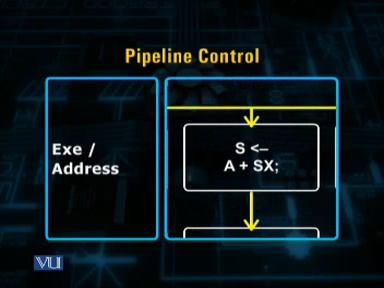 Pipeline Control
Exe /
Address
S <–
A + SX;
VU